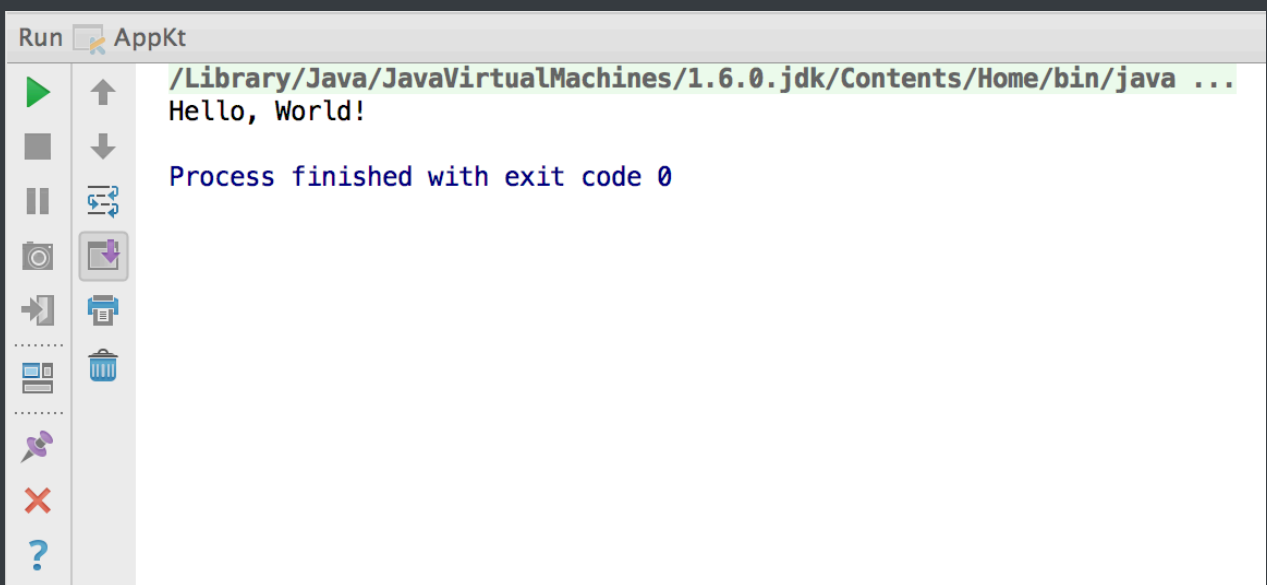 Run AppKt
/Library/Java/JavaVirtualMachines/1.6.0.jdk/Contents/Home/bin/java ...
Hello, World!
Process finished with exit code 0
?